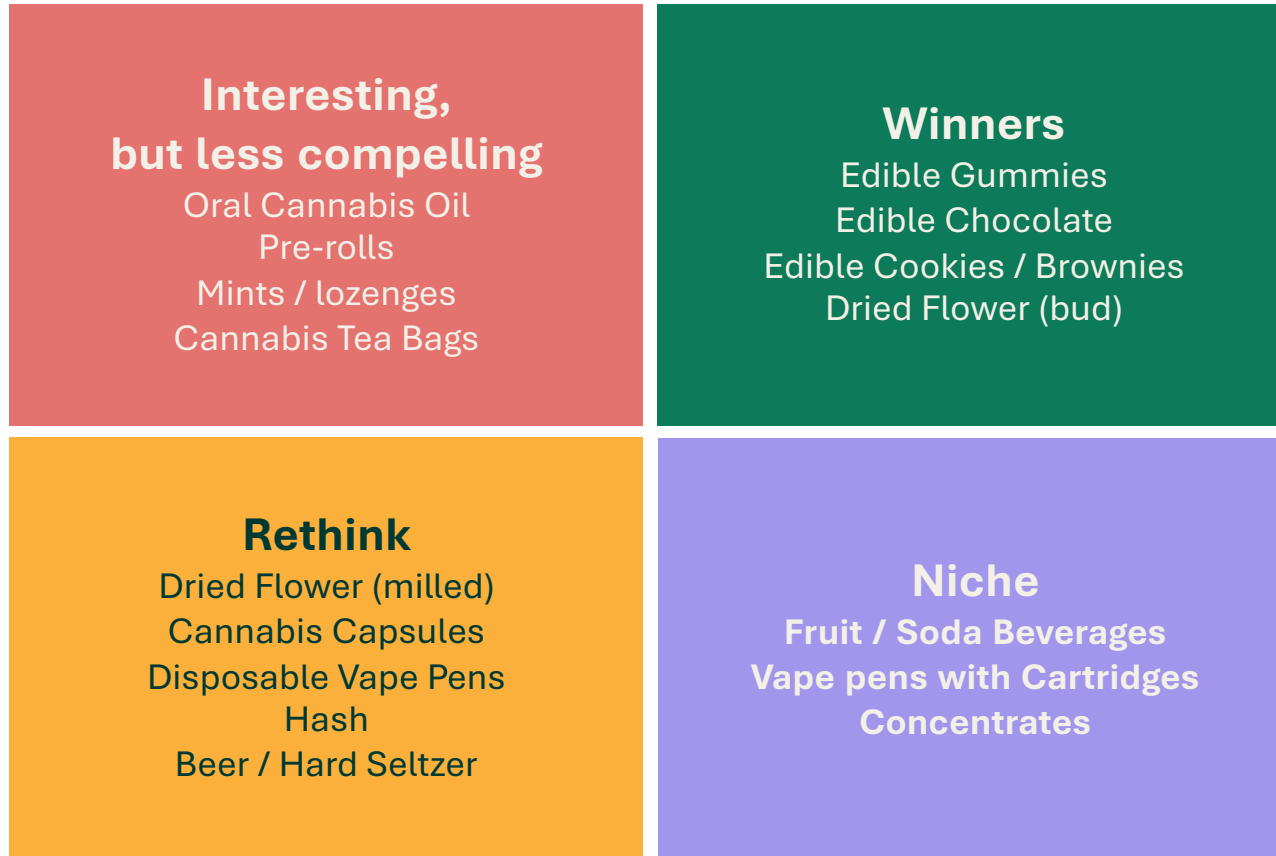 Interesting,
but less compelling
Oral Cannabis Oil
Pre-rolls
Mints / lozenges
Cannabis Tea Bags
Winners
Edible Gummies
Edible Chocolate
Edible Cookies / Brownies
Dried Flower (bud)
Rethink
Dried Flower (milled)
Cannabis Capsules
Disposable Vape Pens
Hash
Beer / Hard Seltzer
Niche
Fruit / Soda Beverages
Vape pens with Cartridges
Concentrates